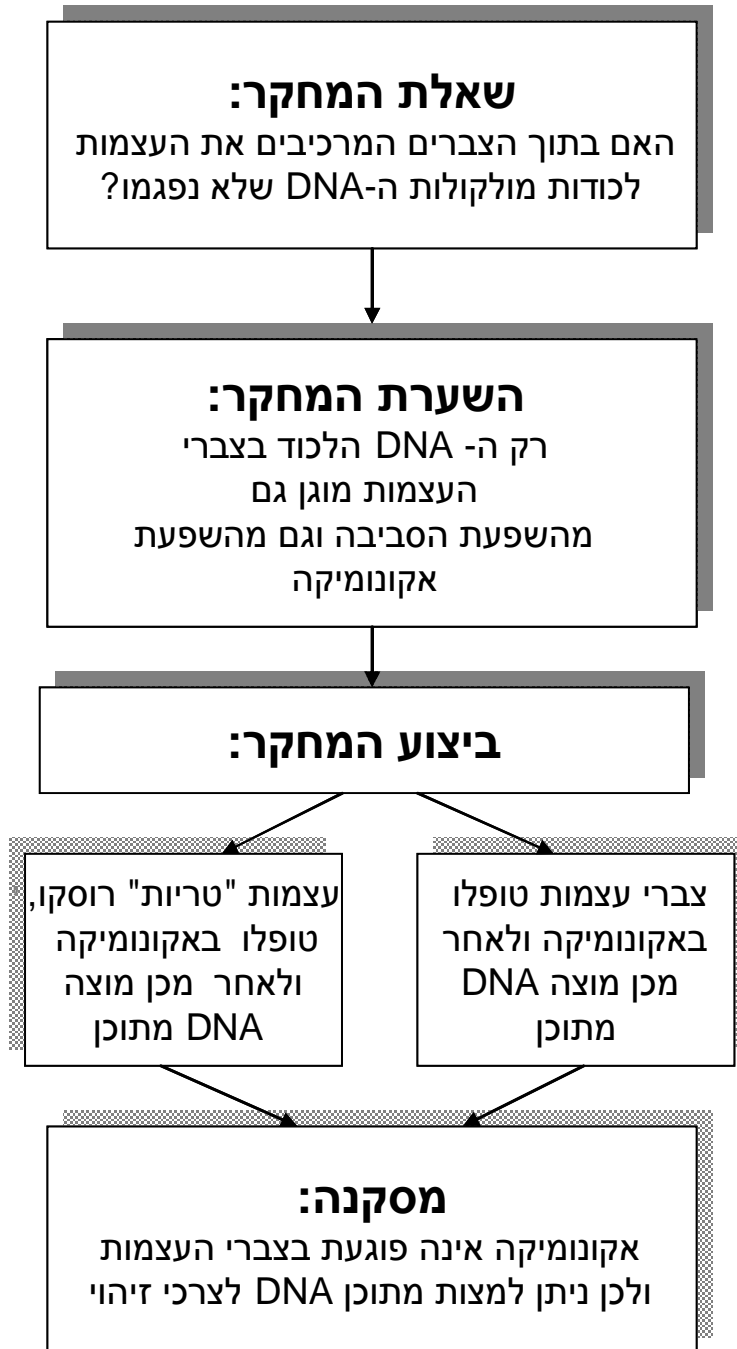 שאלת המחקר:
האם בתוך הצברים המרכיבים את העצמות
לכודות מולקולות ה-DNA שלא נפגמו?
השערת המחקר:
רק ה- DNA הלכוד בצברי
העצמות מוגן גם
מהשפעת הסביבה וגם מהשפעת
אקונומיקה
ביצוע המחקר:
צברי עצמות טופלו
באקונומיקה ולאחר
מכן מוצה DNA
מתוכן
עצמות "טריות" רוסקו,
טופלו באקונומיקה
ולאחר מכן מוצה
DNA מתוכן
מסקנה:
אקונומיקה אינה פוגעת בצברי העצמות
ולכן ניתן למצות מתוכן DNA לצרכי זיהוי